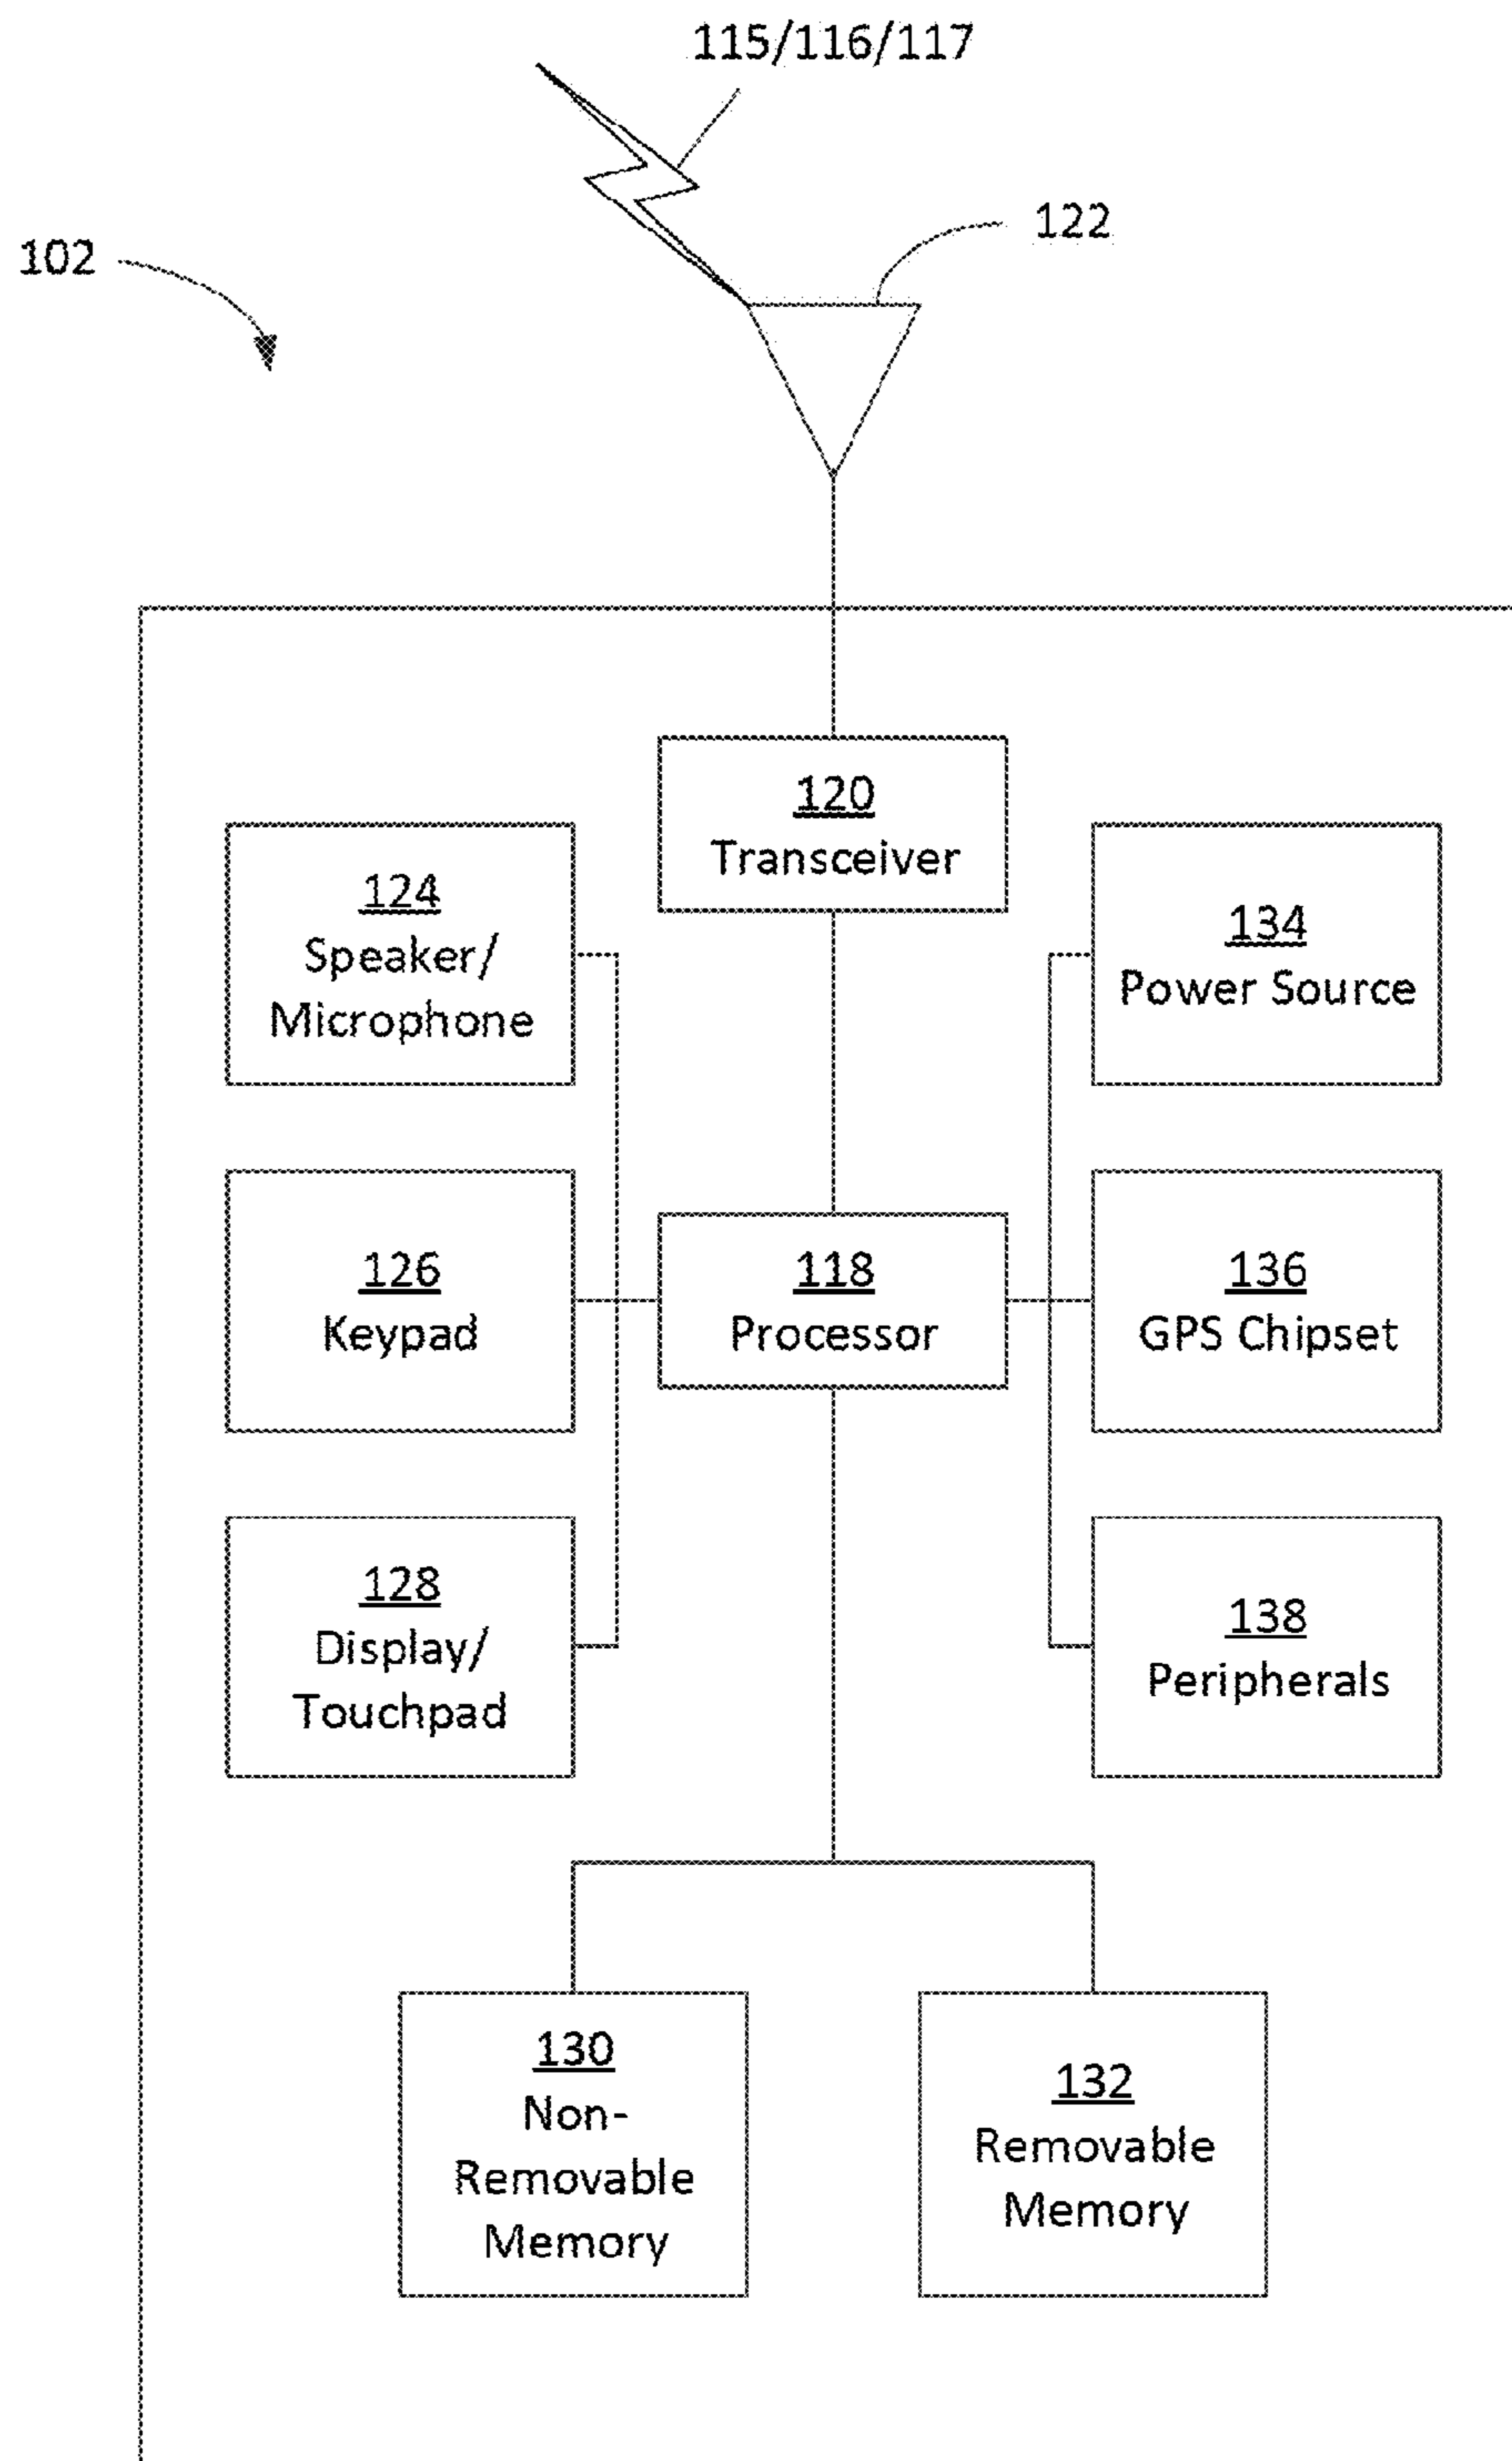 115/116/117
122
102
120
Transceiver
124
Speaker/
Microphone
134
Power Source
126
Keypad
118
Processor
136
GPS Chipset
128
Display/
Touchpad
138
Peripherals
130
Non-
Removable
Memory
132
Removable
Memory